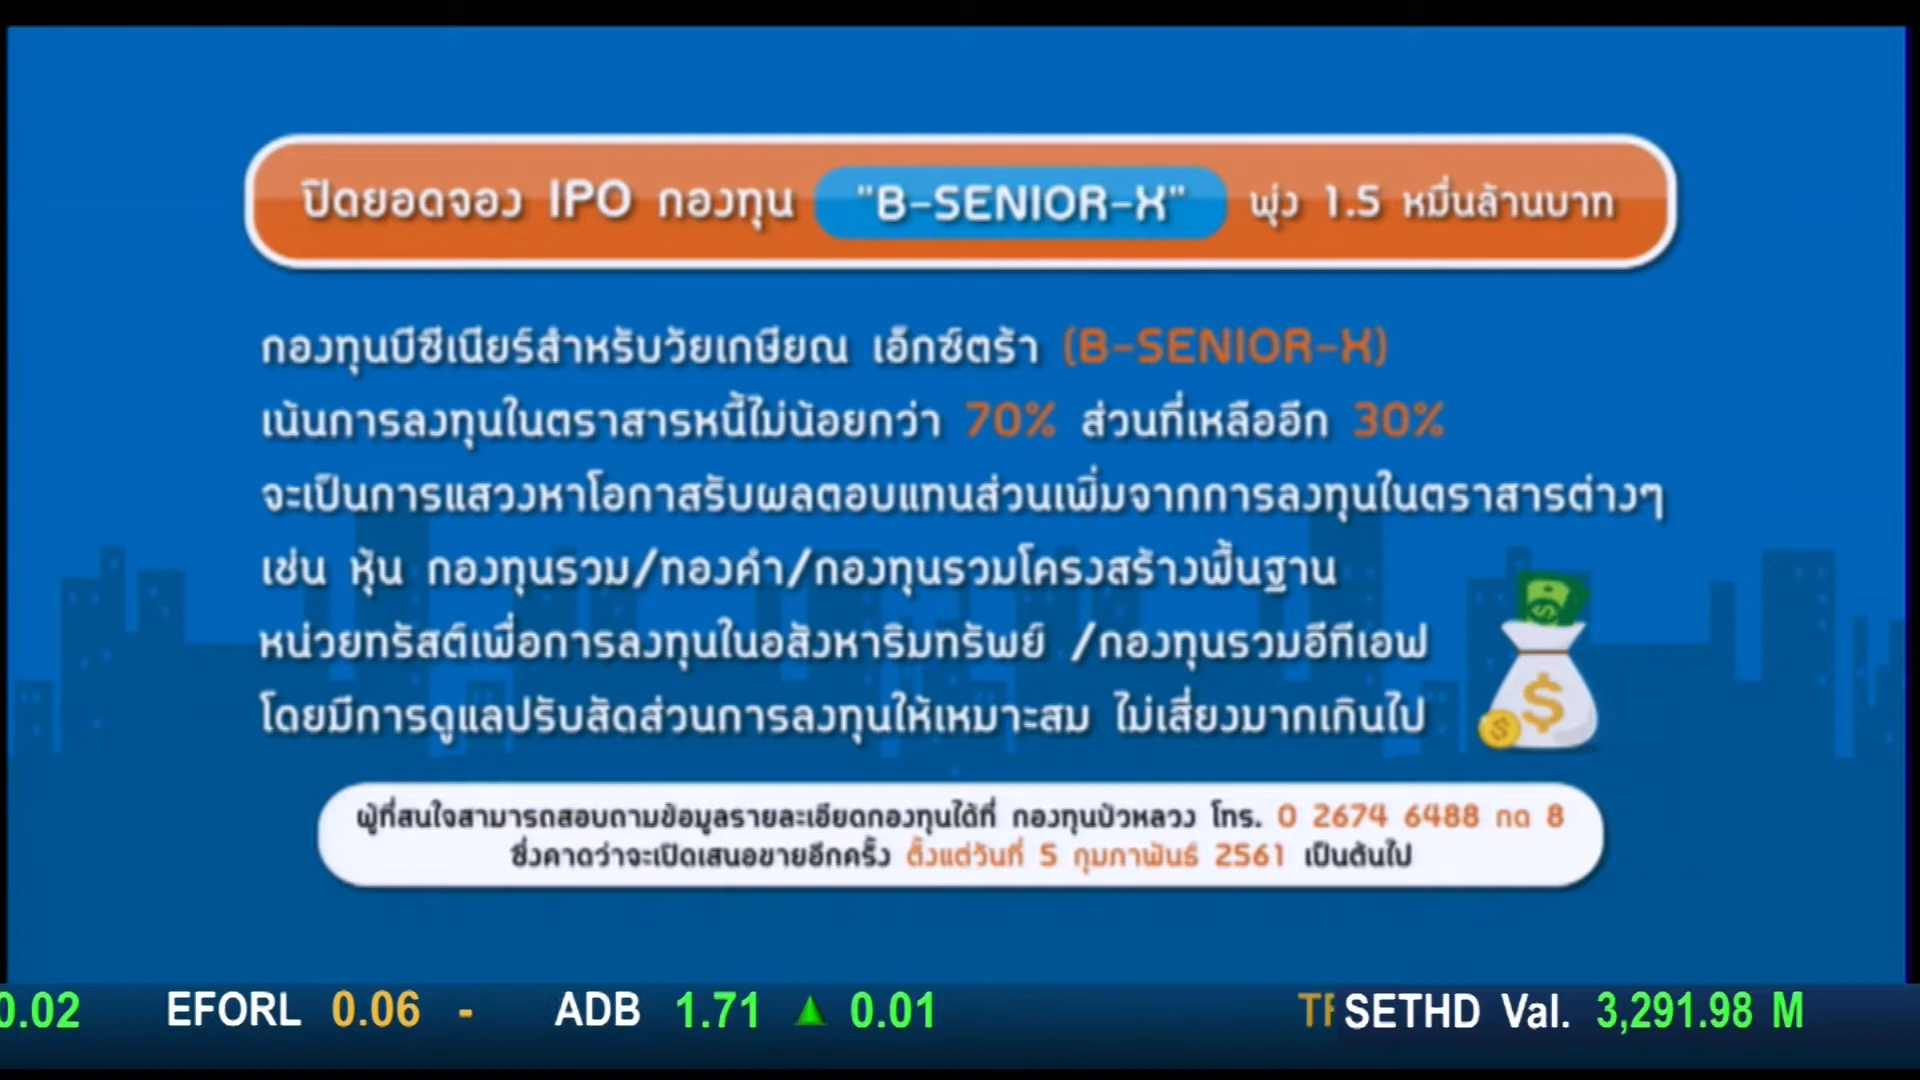 ปิดยอดจอง IPO กองทุน "B-SENIOR-X" พุ่ง 1.5 หมื่นล้านบาท
กองทุนบีซีเนียร์สำหรับวัยเกษียณ เอ็กซ์ตร้า (B-SENIOR-X)
เน้นการลงทุนในตราสารหนี้ไม่น้อยกว่า 70% ส่วนที่เหลืออีก 30%
จะเป็นการแสวงหาโอกาสรับผลตอบแทนส่วนเพิ่มจากการลงทุนในตราสารต่างๆ
เช่น หุ้น กองทุนรวม/ทองคำ/กองทุนรวมโครงสร้างพื้นฐาน
หน่วยทรัสต์เพื่อการลงทุนในอสังหาริมทรัพย์ /กองทุนรวมอีทีเอฟ
โดยมีการดูแลปรับสัดส่วนการลงทุนให้เหมาะสม ไม่เสี่ยงมากเกินไป
ผู้ที่สนใจสามารถสอบถามข้อมูลรายละเอียดกองทุนได้ที่ กองทุนบัวหลวง โทร. 0 2674 6488 กด 8
ซึ่งคาดว่าจะเปิดเสนอขายอีกครั้ง ตั้งแต่วันที่ 5 กุมภาพันธ์ 2561 เป็นต้นไป
0.02 EFORL 0.06 - ADB 1.71 ▲ 0.01 SETHD Val. 3,291.98 M